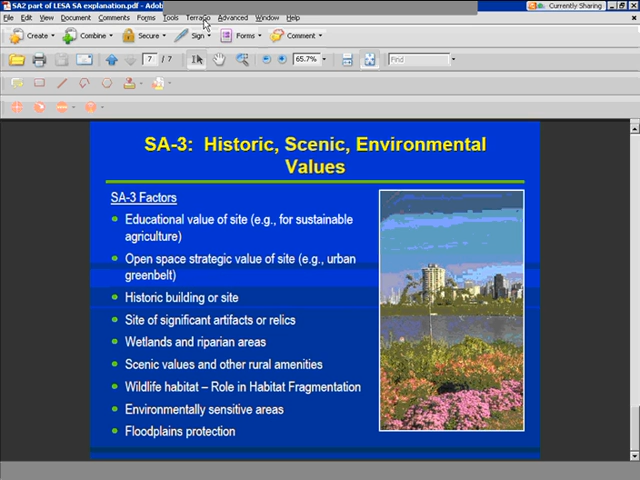 SA2 part of LESA SA explanation.pdf - Adob
Currently Sharing
File Edit View Document Comments Forms Tools TerraGo Advanced Window Help
Create Combine Secure Sign Forms Comment
7 / 7 65.7% Find
SA-3: Historic, Scenic, Environmental
Values
SA-3 Factors
Educational value of site (e.g., for sustainable
agriculture)
Open space strategic value of site (e.g., urban
greenbelt)
Historic building or site
Site of significant artifacts or relics
Wetlands and riparian areas
Scenic values and other rural amenities
Wildlife habitat – Role in Habitat Fragmentation
Environmentally sensitive areas
Floodplains protection